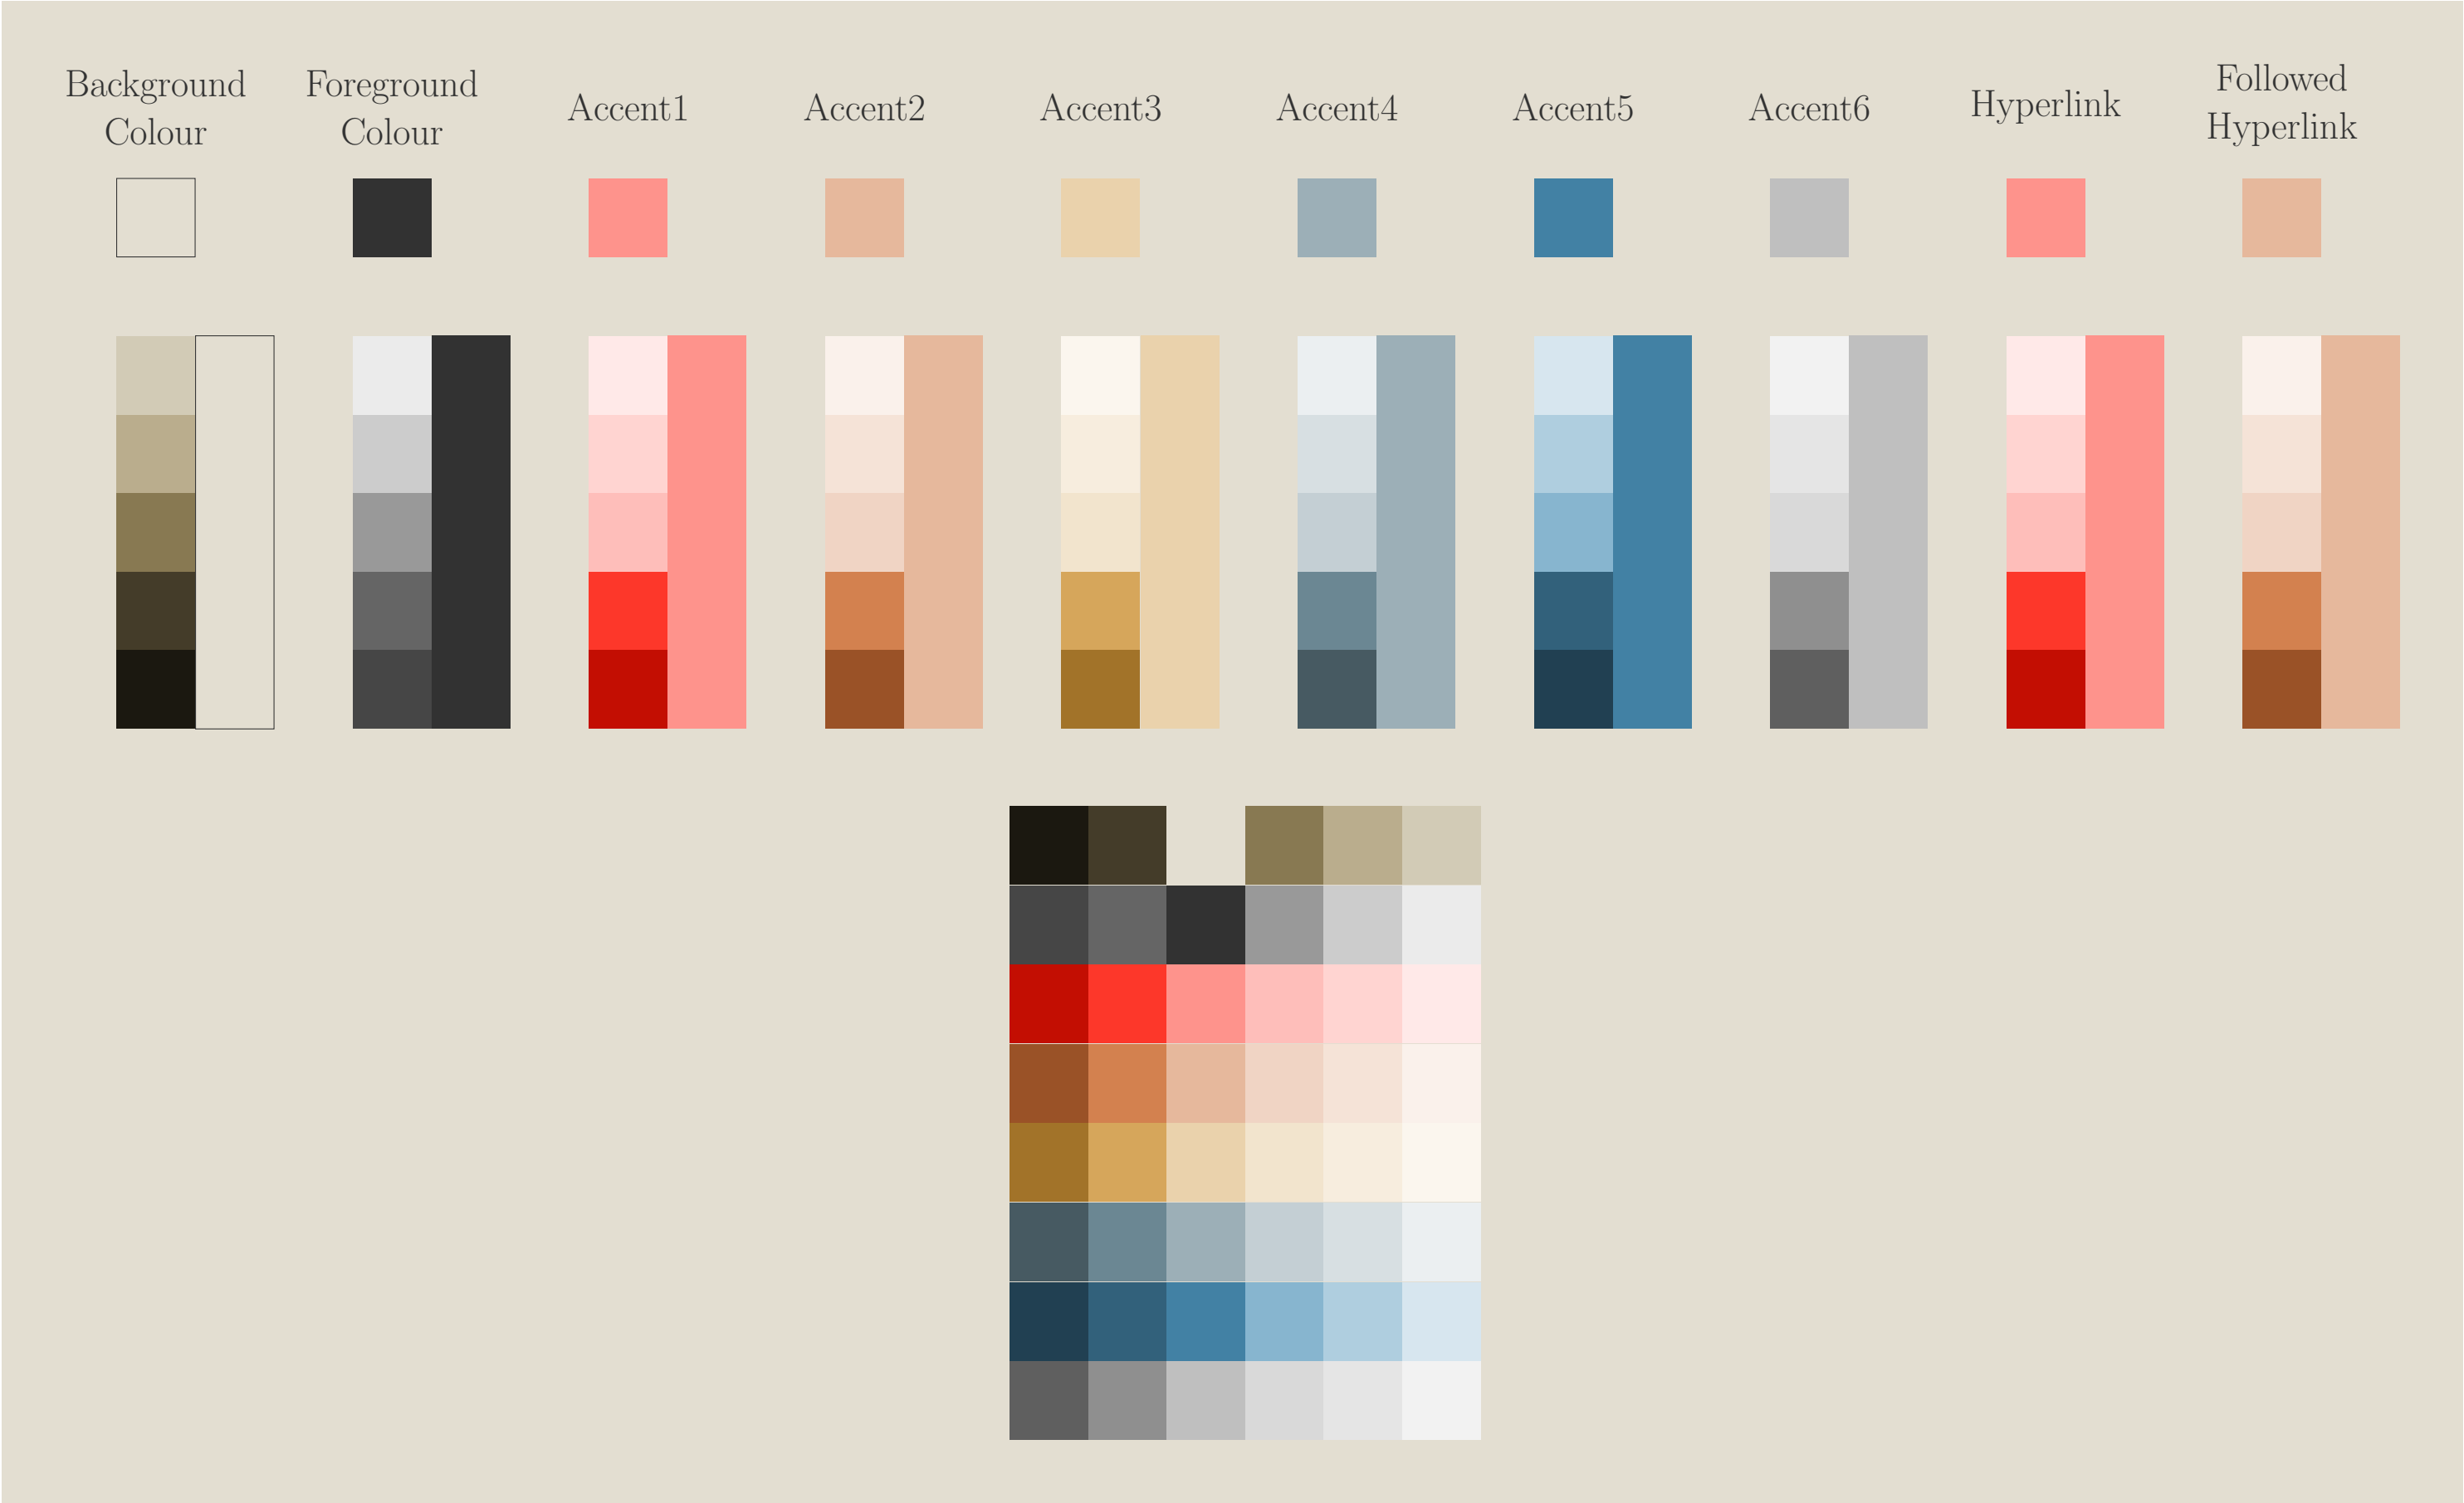 Background
Colour
Foreground
Colour
Accent1
Accent2
Accent3
Accent4
Accent5
Accent6
Hyperlink
Followed
Hyperlink